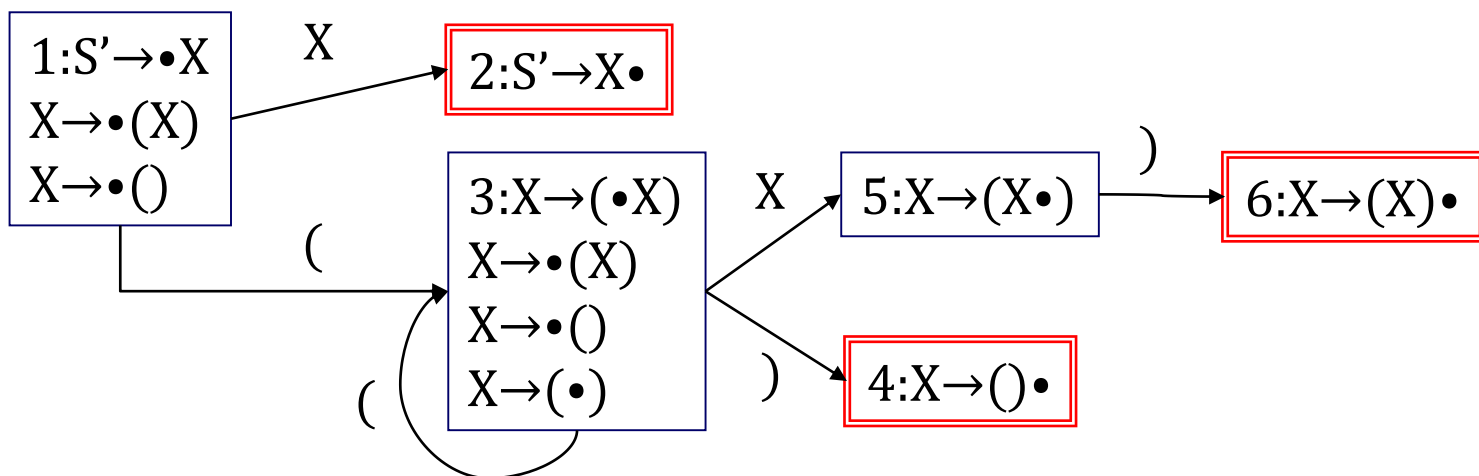 1:S’→•X
X→•(X)
X→•()
X
2:S’→X•
(
3:X→(•X)
X→•(X)
X→•()
X→(•)
(
X
5:X→(X•)
)
6:X→(X)•
)
4:X→()•